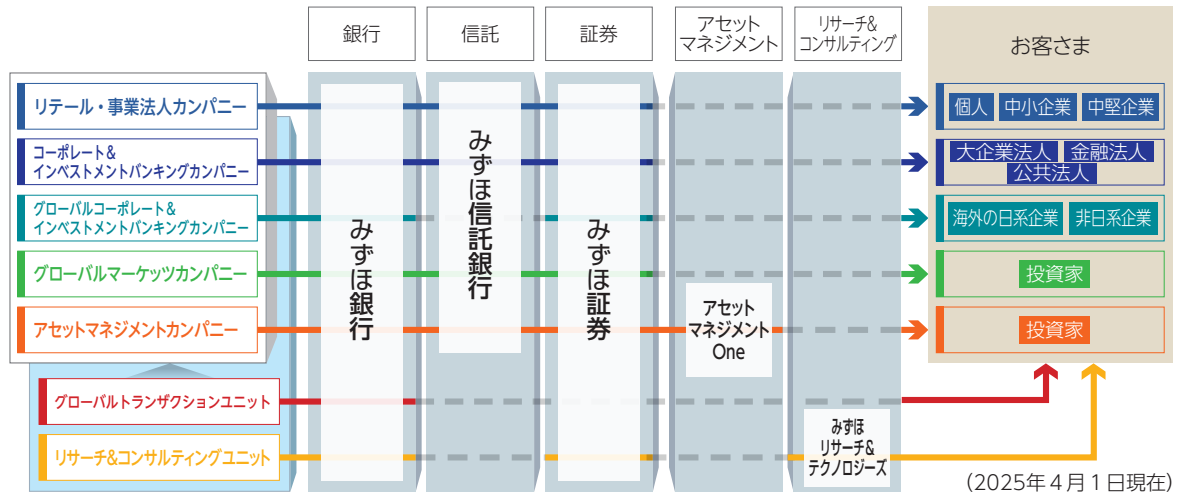 銀行
信託
証券
アセット
マネジメント
リサーチ&
コンサルティング
お客さま
リテール・事業法人カンパニー
個人 中小企業 中堅企業
コーポレート&
インベストメントバンキングカンパニー
大企業法人 金融法人
公共法人
グローバルコーポレート&
インベストメントバンキングカンパニー
海外の日系企業 非日系企業
グローバルマーケッツカンパニー
投資家
アセットマネジメントカンパニー
投資家
グローバルトランザクションユニット
リサーチ&コンサルティングユニット
みずほ銀行
みずほ信託銀行
みずほ証券
アセット
マネジメント
One
みずほ
リサーチ&
テクノロジーズ
(2025年4月1日現在)